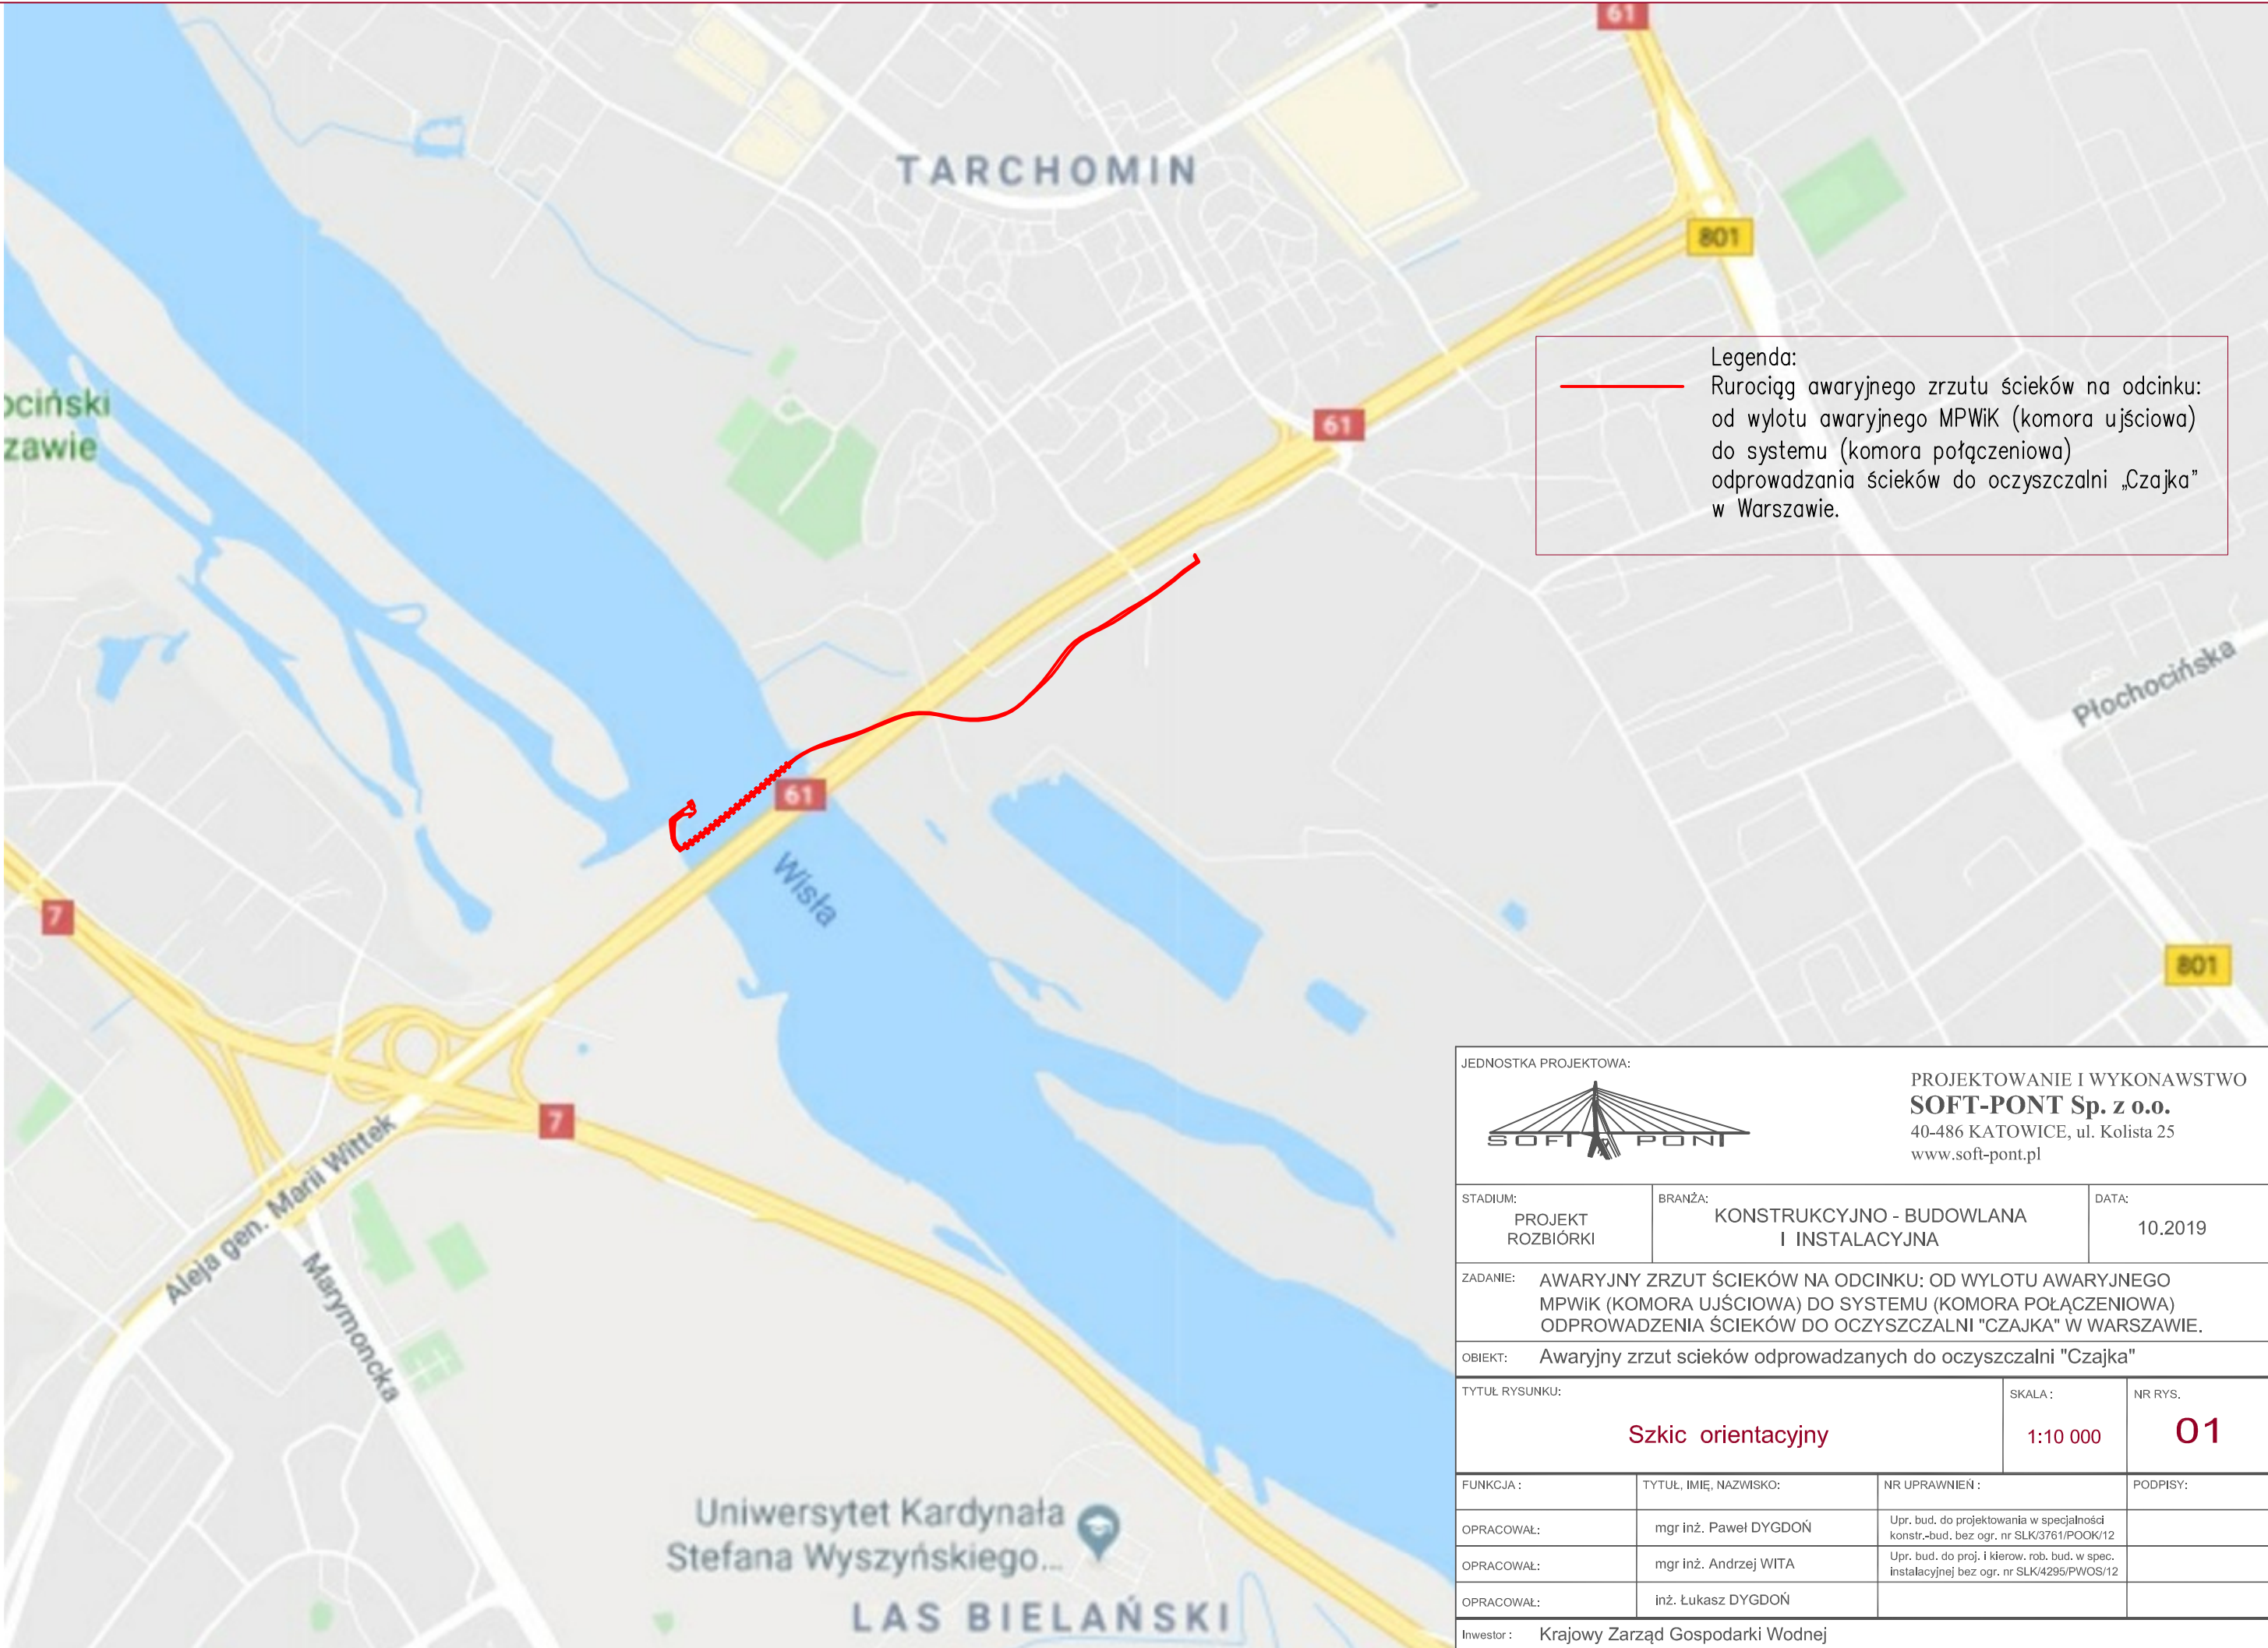 61
TARCHOMIN
801
ociński
zawie
61
Legenda:
Rurociąg awaryjnego zrzutu ścieków na odcinku:
od wylotu awaryjnego MPWiK (komora ujściowa)
do systemu (komora połączeniowa)
odprowadzania ścieków do oczyszczalni „Czajka”
w Warszawie.
Płochocińska
61
Wisła
7
801
7
Aleja gen. Marii Wittek
Marymoncka
Uniwersytet Kardynała
Stefana Wyszyńskiego...
LAS BIELAŃSKI
JEDNOSTKA PROJEKTOWA:
SOFT PONT
PROJEKTOWANIE I WYKONAWSTWO
SOFT-PONT Sp. z o.o.
40-486 KATOWICE, ul. Kolista 25
www.soft-pont.pl
STADIUM:
PROJEKT
ROZBIÓRKI
BRANŻA:
KONSTRUKCYJNO - BUDOWLANA
I INSTALACYJNA
DATA:
10.2019
ZADANIE: AWARYJNY ZRZUT ŚCIEKÓW NA ODCINKU: OD WYLOTU AWARYJNEGO
MPWiK (KOMORA UJŚCIOWA) DO SYSTEMU (KOMORA POŁĄCZENIOWA)
ODPROWADZENIA ŚCIEKÓW DO OCZYSZCZALNI "CZAJKA" W WARSZAWIE.
OBIEKT: Awaryjny zrzut scieków odprowadzanych do oczyszczalni "Czajka"
TYTUŁ RYSUNKU:
Szkic orientacyjny
SKALA :
1:10 000
NR RYS.
01
FUNKCJA : TYTUŁ, IMIĘ, NAZWISKO: NR UPRAWNIEŃ : PODPISY:
OPRACOWAŁ: mgr inż. Paweł DYGDOŃ
Upr. bud. do projektowania w specjalności
konstr.-bud. bez ogr. nr SLK/3761/POOK/12
OPRACOWAŁ: mgr inż. Andrzej WITA
Upr. bud. do proj. i kierow. rob. bud. w spec.
instalacyjnej bez ogr. nr SLK/4295/PWOS/12
OPRACOWAŁ: inż. Łukasz DYGDOŃ
Inwestor : Krajowy Zarząd Gospodarki Wodnej